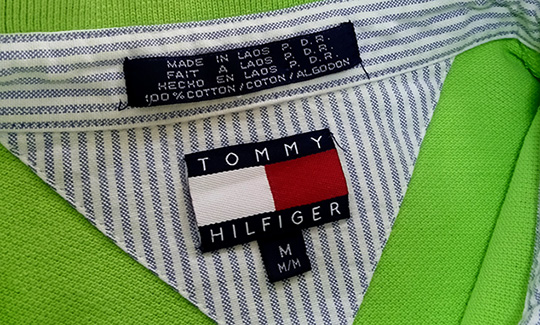 MADE IN LAOS P. D. R.
FAIT À LAOS P. D. R.
HECHO EN LAOS P. D. R.
100 % COTTON / COTON / ALGODON
TOMMY
HILFIGER
M
M/M